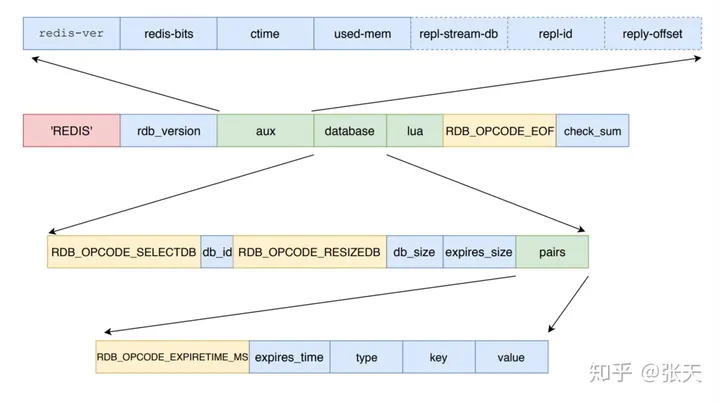 redis-ver redis-bits ctime used-mem repl-stream-db repl-id reply-offset
'REDIS' rdb_version aux database lua RDB_OPCODE_EOF check_sum
RDB_OPCODE_SELECTDB db_id RDB_OPCODE_RESIZEDB db_size expires_size pairs
RDB_OPCODE_EXPIRETIME_MS expires_time type key value
知乎 @张天